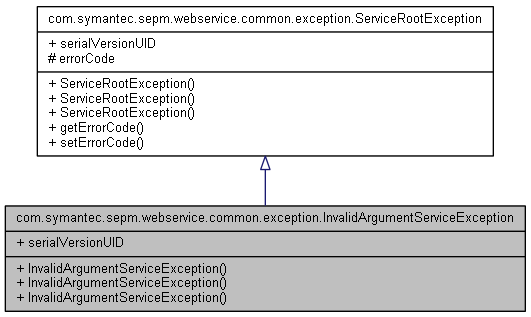 com.symantec.sepm.webservice.common.exception.ServiceRootException
+ serialVersionUID
# errorCode
+ ServiceRootException()
+ ServiceRootException()
+ ServiceRootException()
+ getErrorCode()
+ setErrorCode()
com.symantec.sepm.webservice.common.exception.InvalidArgumentServiceException
+ serialVersionUID
+ InvalidArgumentServiceException()
+ InvalidArgumentServiceException()
+ InvalidArgumentServiceException()